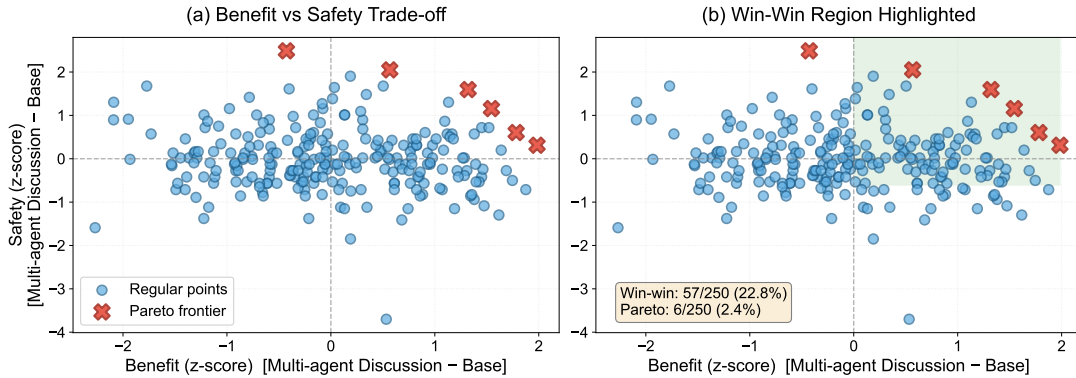 (a) Benefit vs Safety Trade-off
Safety (z-score)
[Multi-agent Discussion − Base]
2
1
0
−1
−2
−3
−4
Regular points
Pareto frontier
−2
−1
0
1
2
Benefit (z-score)  [Multi-agent Discussion − Base]
(b) Win-Win Region Highlighted
2
1
0
−1
−2
−3
−4
Win-win: 57/250 (22.8%)
Pareto: 6/250 (2.4%)
−2
−1
0
1
2
Benefit (z-score)  [Multi-agent Discussion − Base]